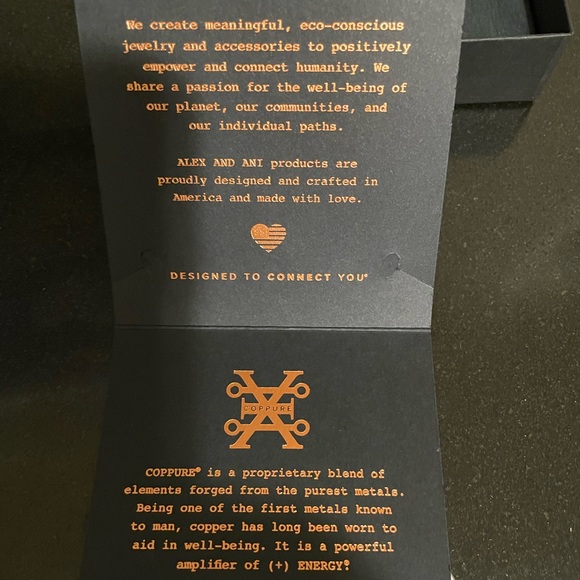 We create meaningful, eco-conscious
jewelry and accessories to positively
empower and connect humanity. We
share a passion for the well-being of
our planet, our communities, and
our individual paths.
ALEX AND ANI products are
proudly designed and crafted in
America and made with love.
DESIGNED TO CONNECT YOU®
COPPURE
COPPURE® is a proprietary blend of
elements forged from the purest metals.
Being one of the first metals known
to man, copper has long been worn to
aid in well-being. It is a powerful
amplifier of (+) ENERGY®